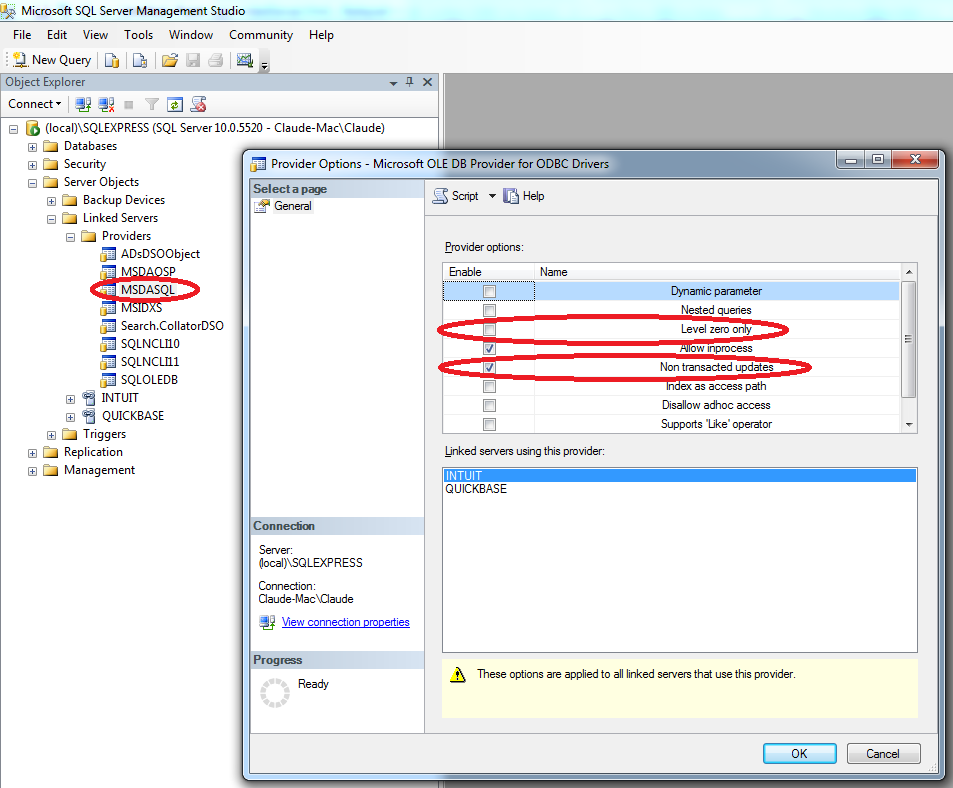 Microsoft SQL Server Management Studio
File Edit View Tools Window Community Help
New Query
Object Explorer
Connect
(local)\SQLEXPRESS (SQL Server 10.0.5520 - Claude-Mac\Claude)
Databases
Security
Server Objects
Backup Devices
Linked Servers
Providers
ADsDSOObject
MSDAOSP
MSDASQL
MSIDXS
Search.CollatorDSO
SQLNCLI10
SQLNCLI11
SQLOLEDB
INTUIT
QUICKBASE
Triggers
Replication
Management
Provider Options - Microsoft OLE DB Provider for ODBC Drivers
Select a page
General
Script Help
Provider options:
Enable Name
Dynamic parameter
Nested queries
Level zero only
Allow inprocess
Non transacted updates
Index as access path
Disallow adhoc access
Supports 'Like' operator
Linked servers using this provider:
INTUIT
QUICKBASE
Connection
Server:
(local)\SQLEXPRESS
Connection:
Claude-Mac\Claude
View connection properties
Progress
Ready
These options are applied to all linked servers that use this provider.
OK Cancel